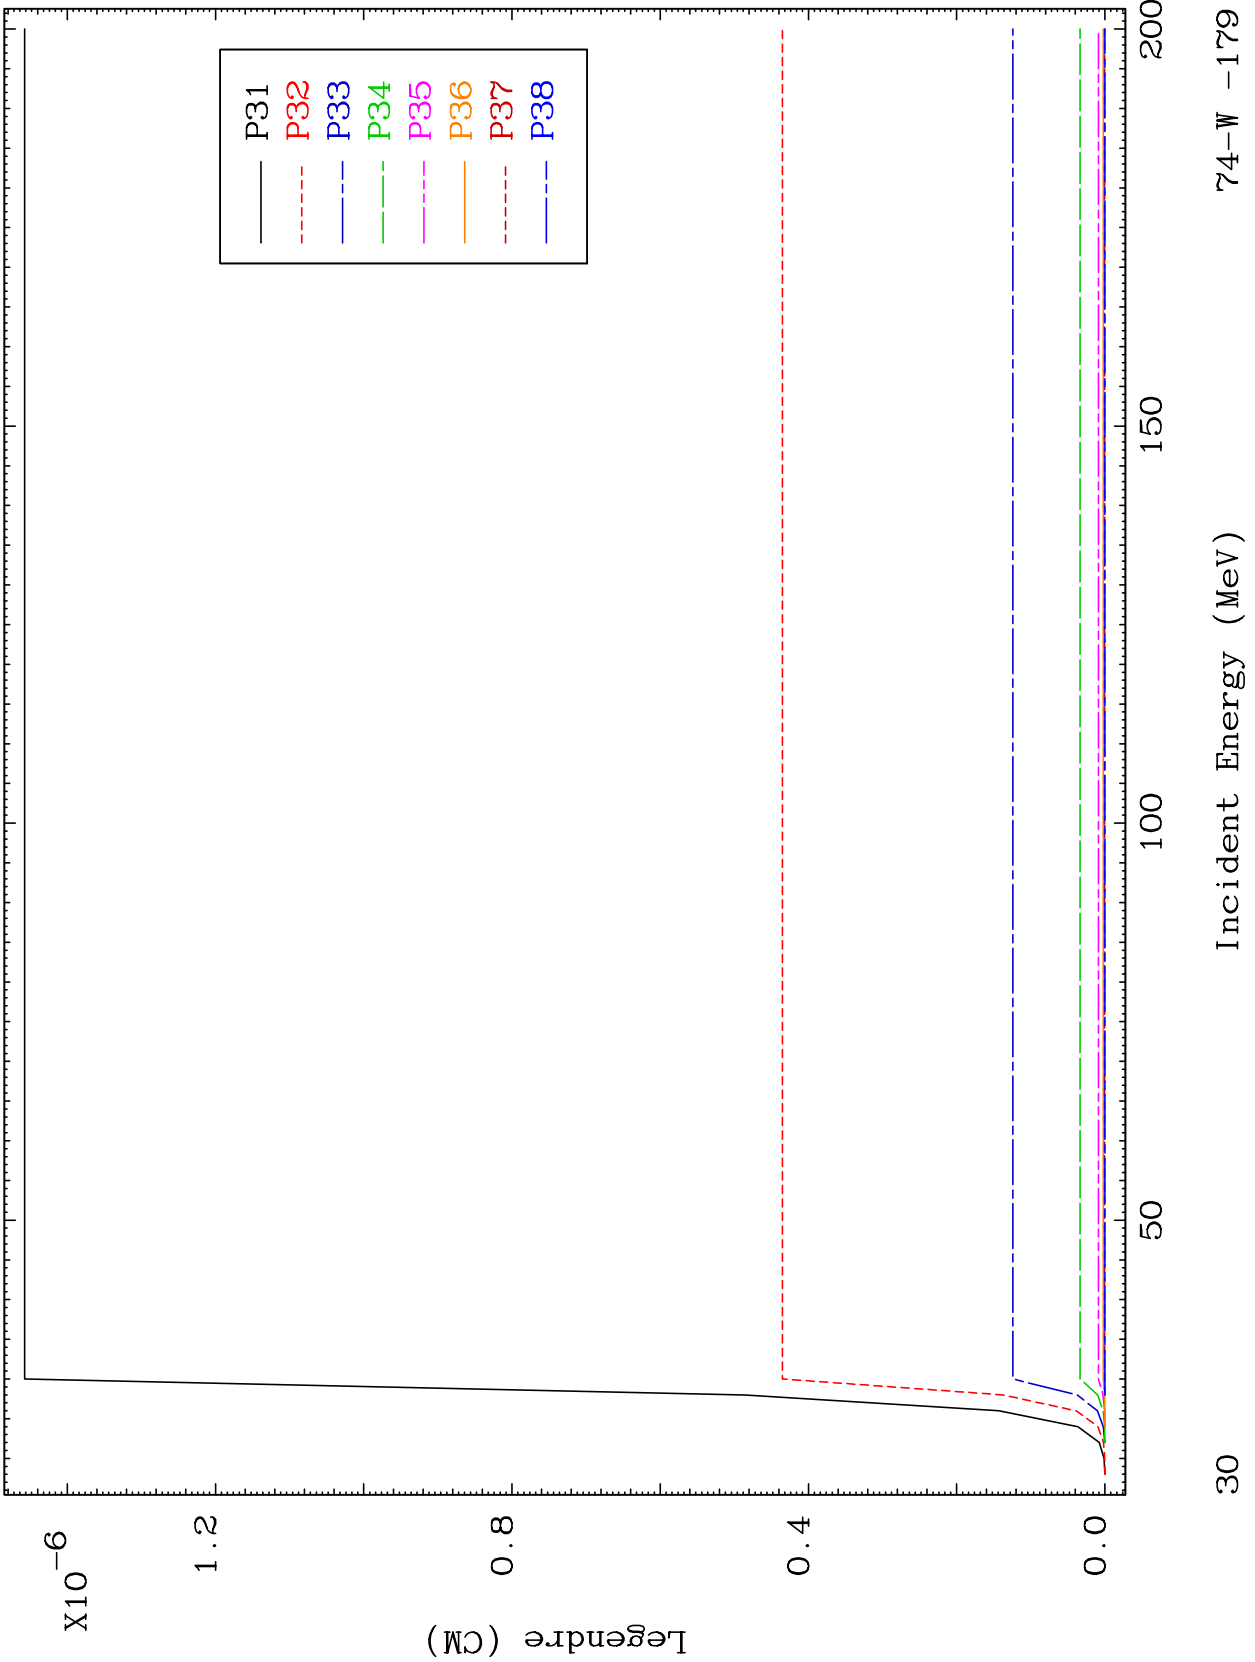 X10-6
1.2
0.8
0.4
0.0
Legendre (CM)
P31
P32
P33
P34
P35
P36
P37
P38
50
100
150
200
30
Incident Energy (MeV)
74-W -179